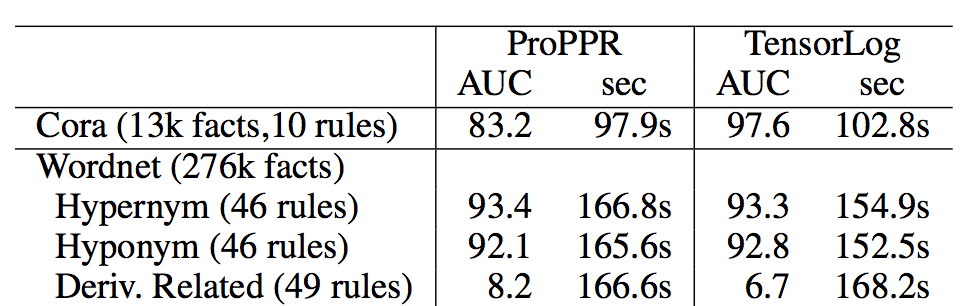 ProPPR TensorLog
AUC sec AUC sec
Cora (13k facts,10 rules) 83.2 97.9s 97.6 102.8s
Wordnet (276k facts)
Hypernym (46 rules) 93.4 166.8s 93.3 154.9s
Hyponym (46 rules) 92.1 165.6s 92.8 152.5s
Deriv. Related (49 rules) 8.2 166.6s 6.7 168.2s